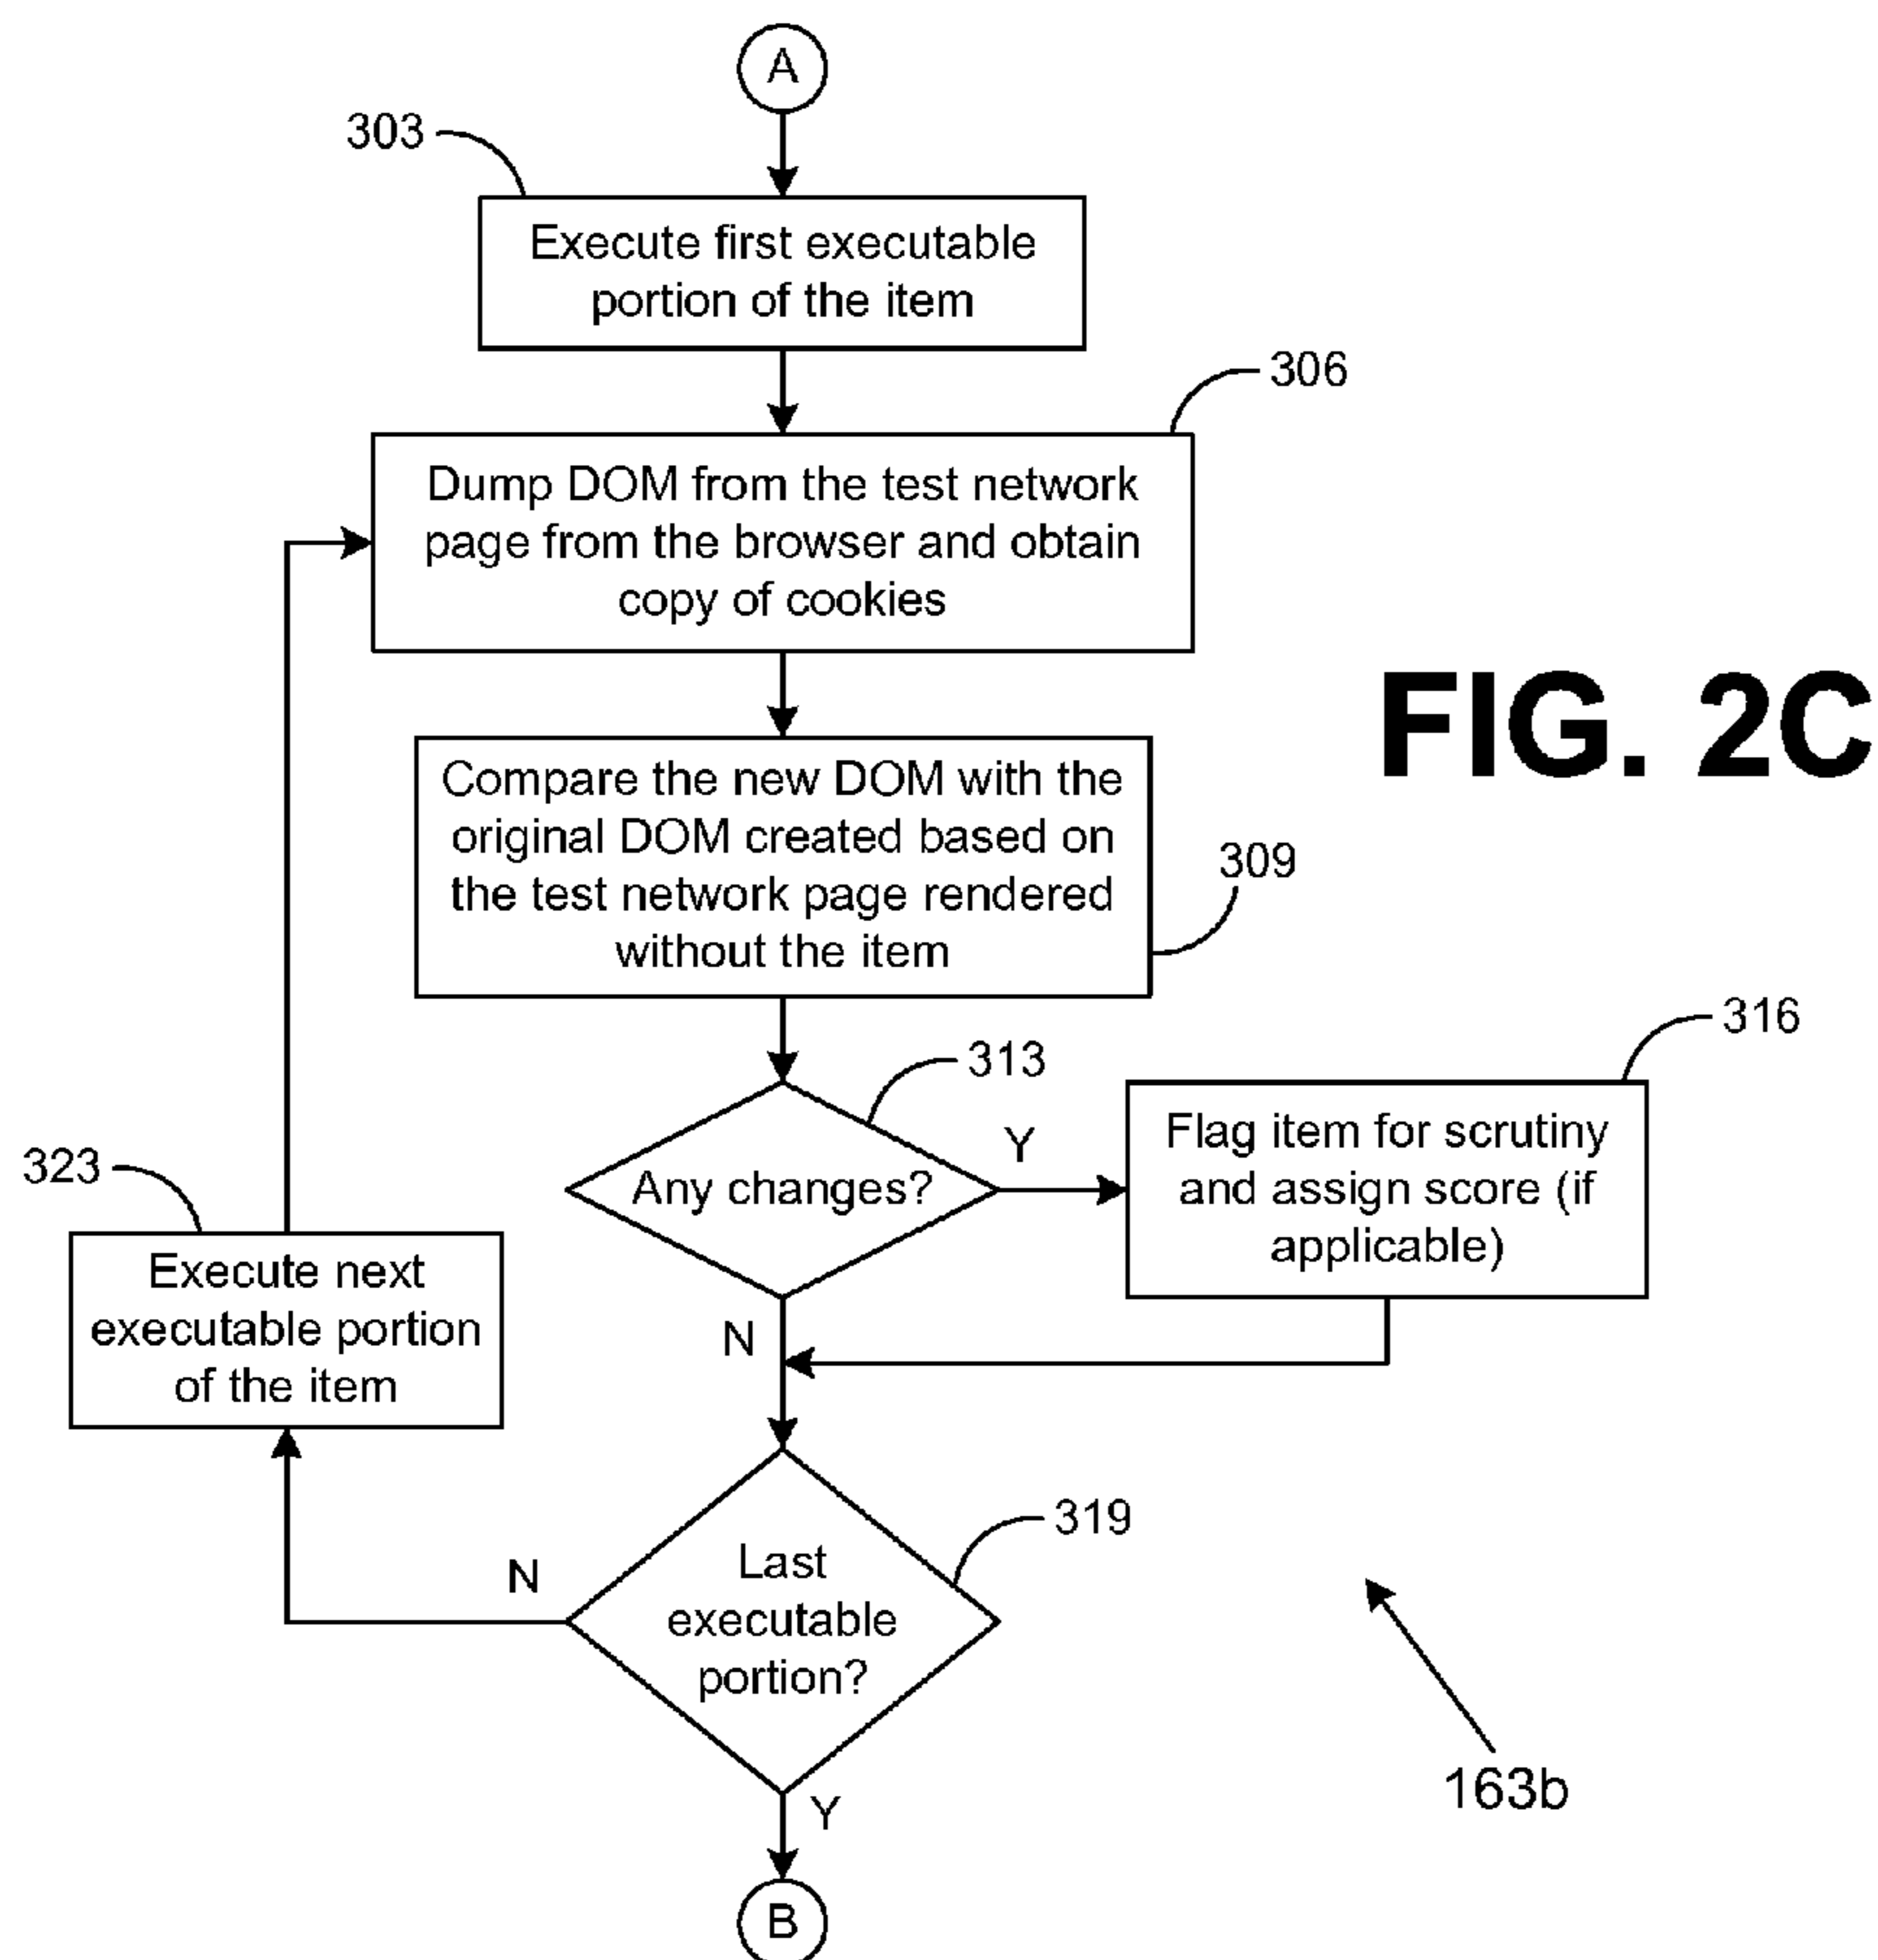 A
303
Execute first executable
portion of the item
306
Dump DOM from the test network
page from the browser and obtain
copy of cookies
FIG. 2C
Compare the new DOM with the
original DOM created based on
the test network page rendered
without the item
309
313
Any changes?
Y
316
Flag item for scrutiny
and assign score (if
applicable)
N
323
Execute next
executable portion
of the item
319
Last
executable
portion?
N
Y
163b
B